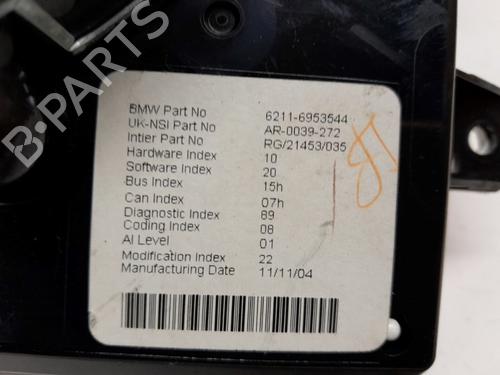 BMW Part No 6211-6953544
UK-NSI Part No AR-0039-272
Intier Part No RG/21453/035
Hardware Index 10
Software Index 20
Bus Index 15h
Can Index 07h
Diagnostic Index 89
Coding Index 08
AI Level 01
Modification Index 22
Manufacturing Date 11/11/04